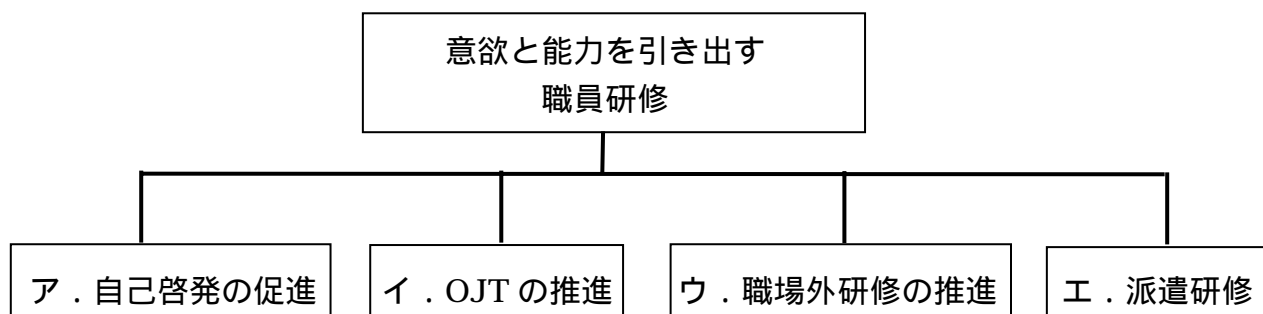 意欲と能力を引き出す
職員研修
ア．自己啓発の促進
イ．OJT の推進
ウ．職場外研修の推進
エ．派遣研修